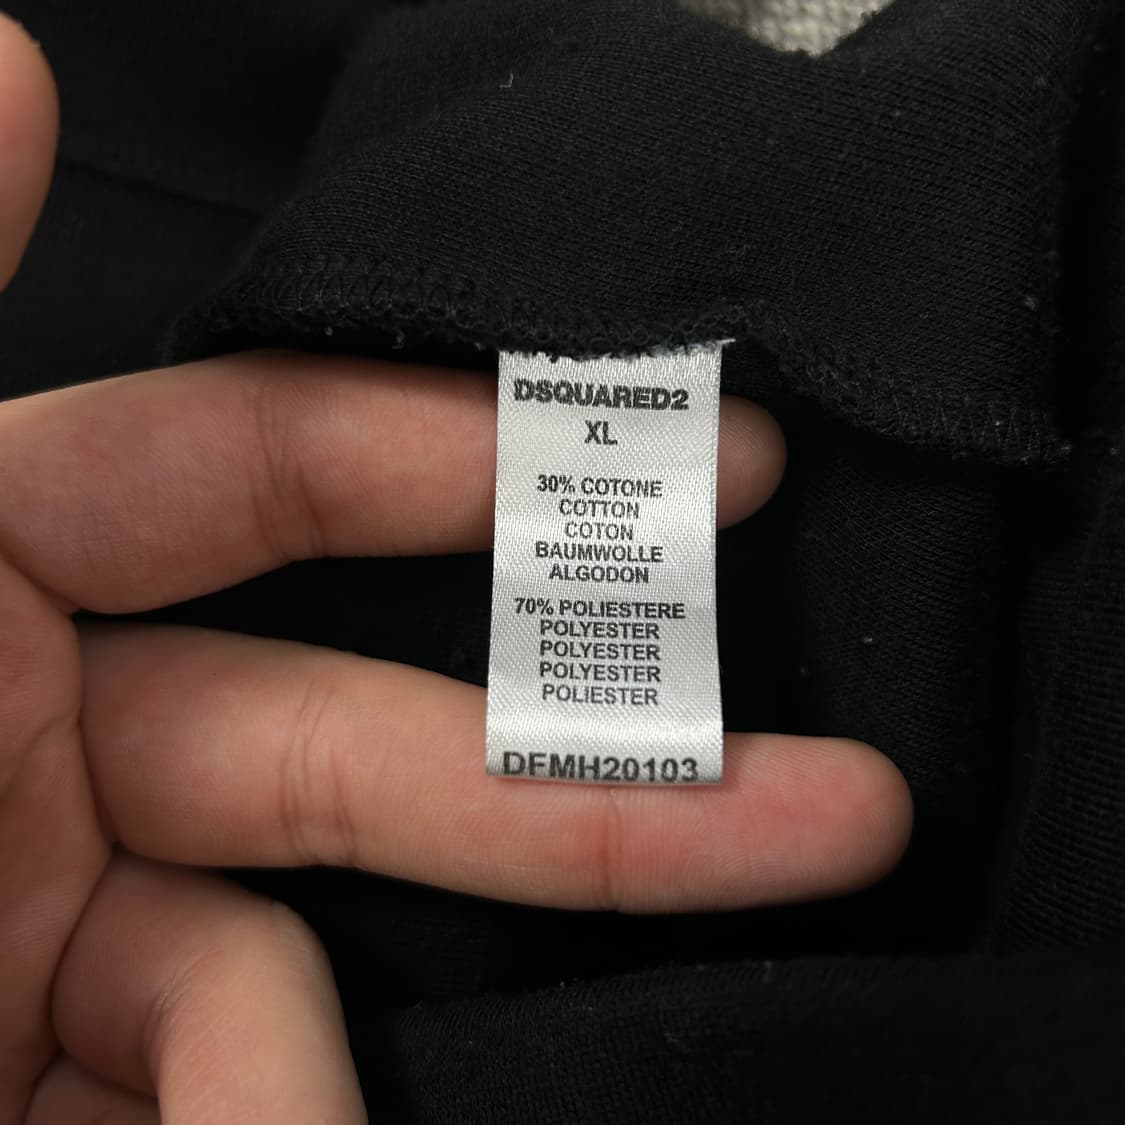 DSQUARED2
XL
30% COTONE
COTTON
COTON
BAUMWOLLE
ALGODON
70% POLIESTERE
POLYESTER
POLYESTER
POLYESTER
POLIESTER
DFMH20103